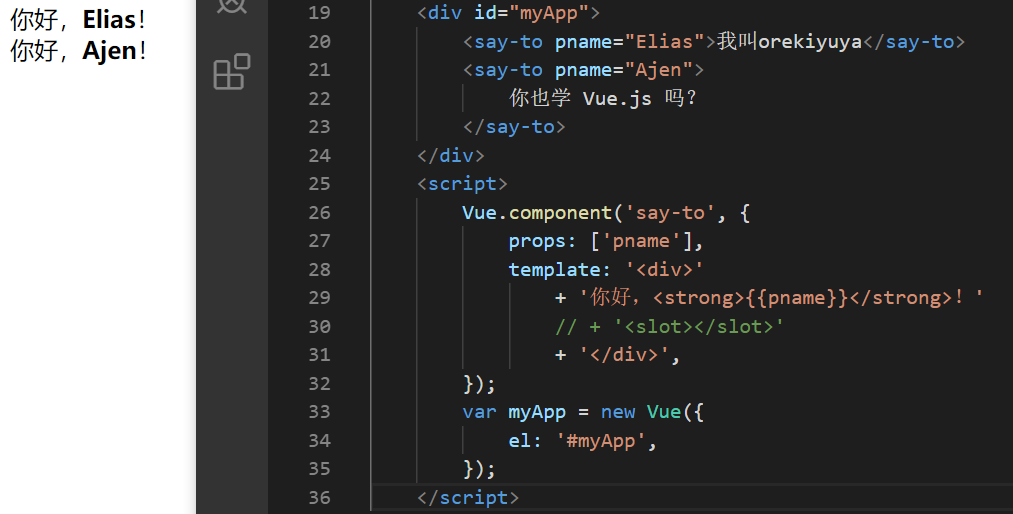 你好，Elias！
你好，Ajen！
19 <div id="myApp">
20 <say-to pname="Elias">我叫orekiyuya</say-to>
21 <say-to pname="Ajen">
22 你也学 Vue.js 吗？
23 </say-to>
24 </div>
25 <script>
26 Vue.component('say-to', {
27 props: ['pname'],
28 template: '<div>'
29 + '你好，<strong>{{pname}}</strong>！'
30 // + '<slot></slot>'
31 + '</div>',
32 });
33 var myApp = new Vue({
34 el: '#myApp',
35 });
36 </script>